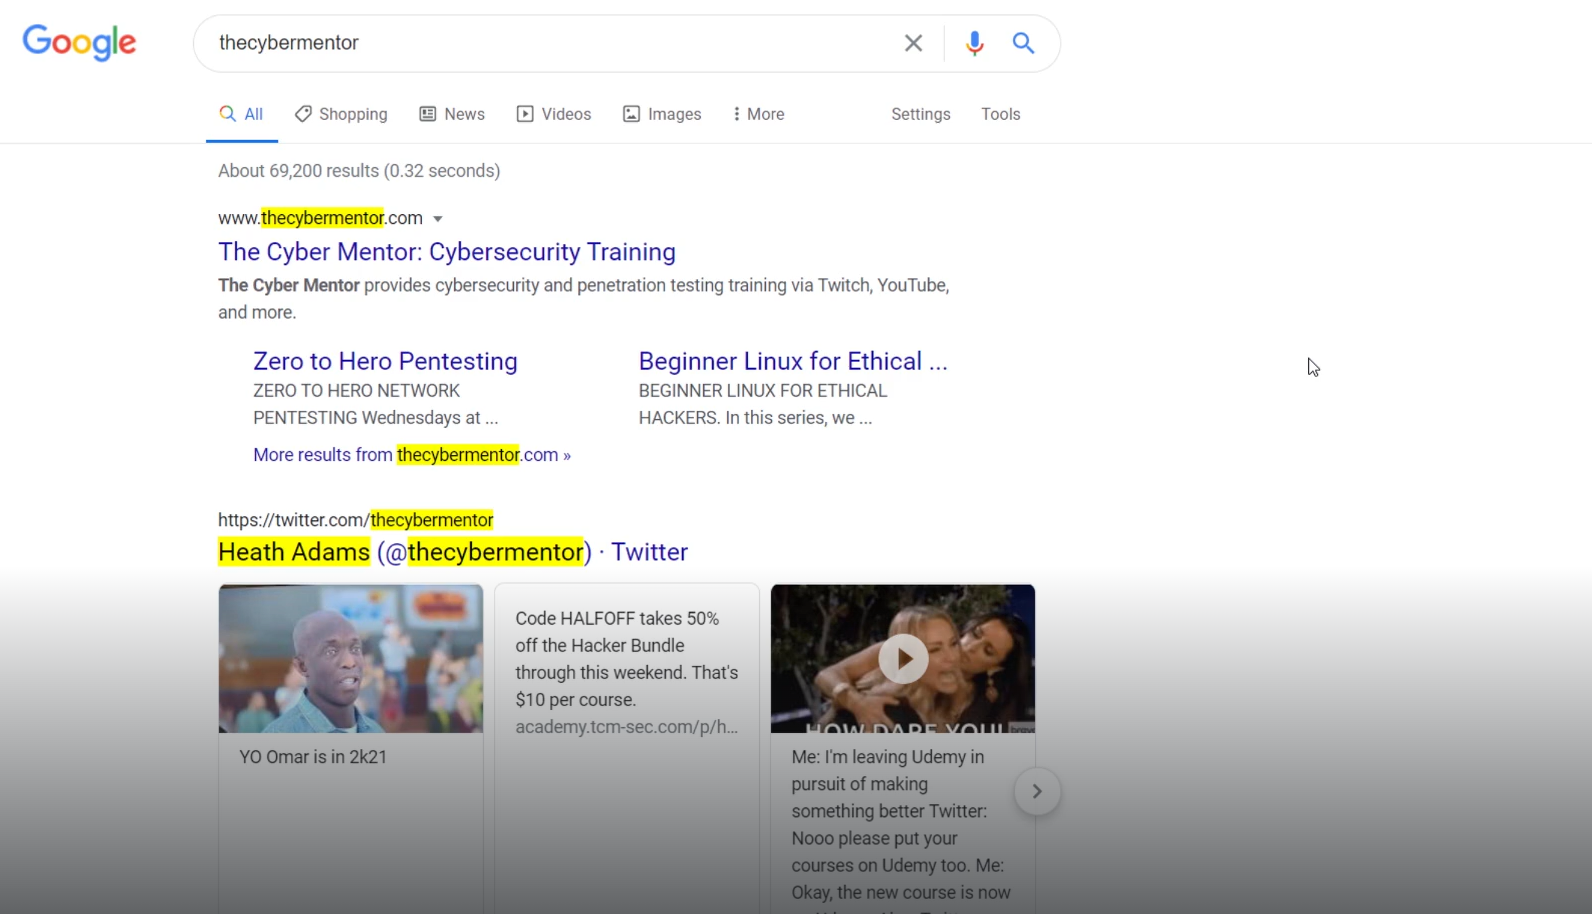 Google
thecybermentor
All
Shopping
News
Videos
Images
More
Settings
Tools
About 69,200 results (0.32 seconds)
www.thecybermentor.com
The Cyber Mentor: Cybersecurity Training
The Cyber Mentor provides cybersecurity and penetration testing training via Twitch, YouTube,
and more.
Zero to Hero Pentesting
ZERO TO HERO NETWORK
PENTESTING Wednesdays at ...
Beginner Linux for Ethical ...
BEGINNER LINUX FOR ETHICAL
HACKERS. In this series, we ...
More results from thecybermentor.com »
https://twitter.com/thecybermentor
Heath Adams (@thecybermentor) · Twitter
YO Omar is in 2k21
Code HALFOFF takes 50%
off the Hacker Bundle
through this weekend. That's
$10 per course.
academy.tcm-sec.com/p/h...
HOW DARE YOU!!
Me: I'm leaving Udemy in
pursuit of making
something better Twitter:
Nooo please put your
courses on Udemy too. Me:
Okay, the new course is now